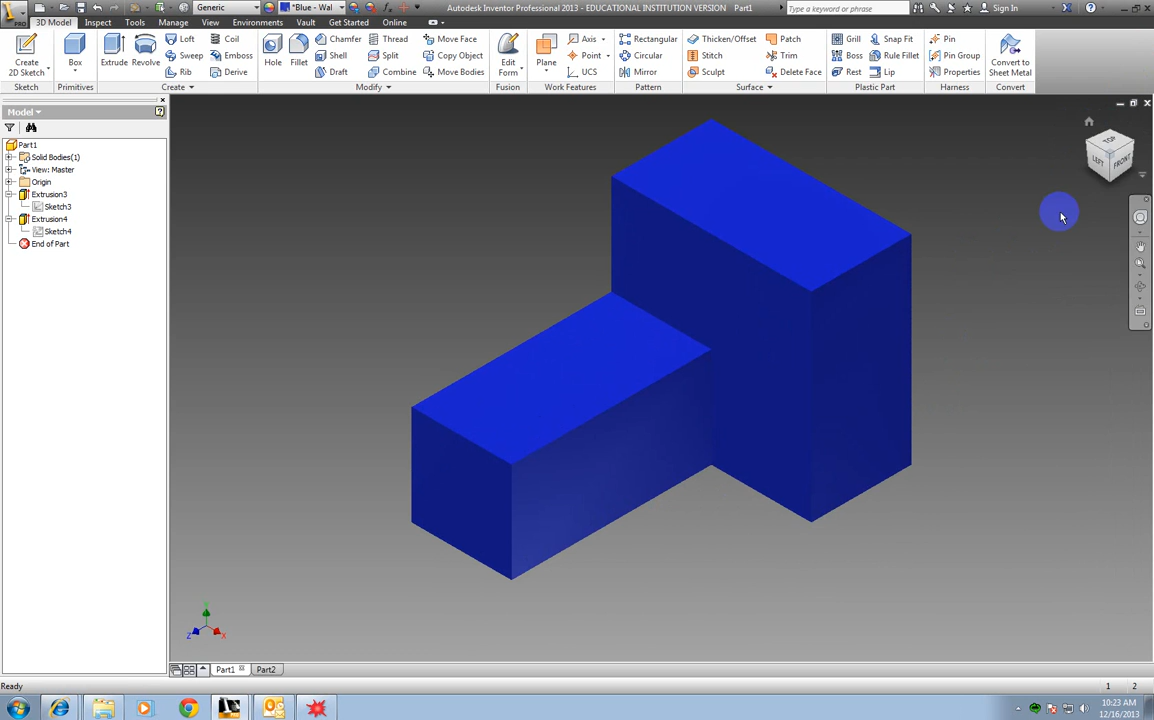 Generic
*Blue - Wal
Autodesk Inventor Professional 2013 - EDUCATIONAL INSTITUTION VERSION Part1
Type a keyword or phrase
Sign In
PRO
3D Model Inspect Tools Manage View Environments Vault Get Started Online
Create
2D Sketch
Sketch
Box
Primitives
Extrude
Revolve
Loft
Sweep
Rib
Coil
Emboss
Derive
Create
Hole
Fillet
Chamfer
Shell
Draft
Thread
Split
Combine
Move Face
Copy Object
Move Bodies
Modify
Edit
Form
Fusion
Plane
Axis
Point
UCS
Work Features
Rectangular
Circular
Mirror
Pattern
Thicken/Offset
Stitch
Sculpt
Patch
Trim
Delete Face
Surface
Grill
Boss
Rest
Snap Fit
Rule Fillet
Lip
Plastic Part
Pin
Pin Group
Properties
Harness
Convert to
Sheet Metal
Convert
Model
Part1
Solid Bodies(1)
View: Master
Origin
Extrusion3
Sketch3
Extrusion4
Sketch4
End of Part
TOP
LEFT
FRONT
Y
Z
X
Part1
Part2
Ready
1
2
10:23 AM
12/16/2013